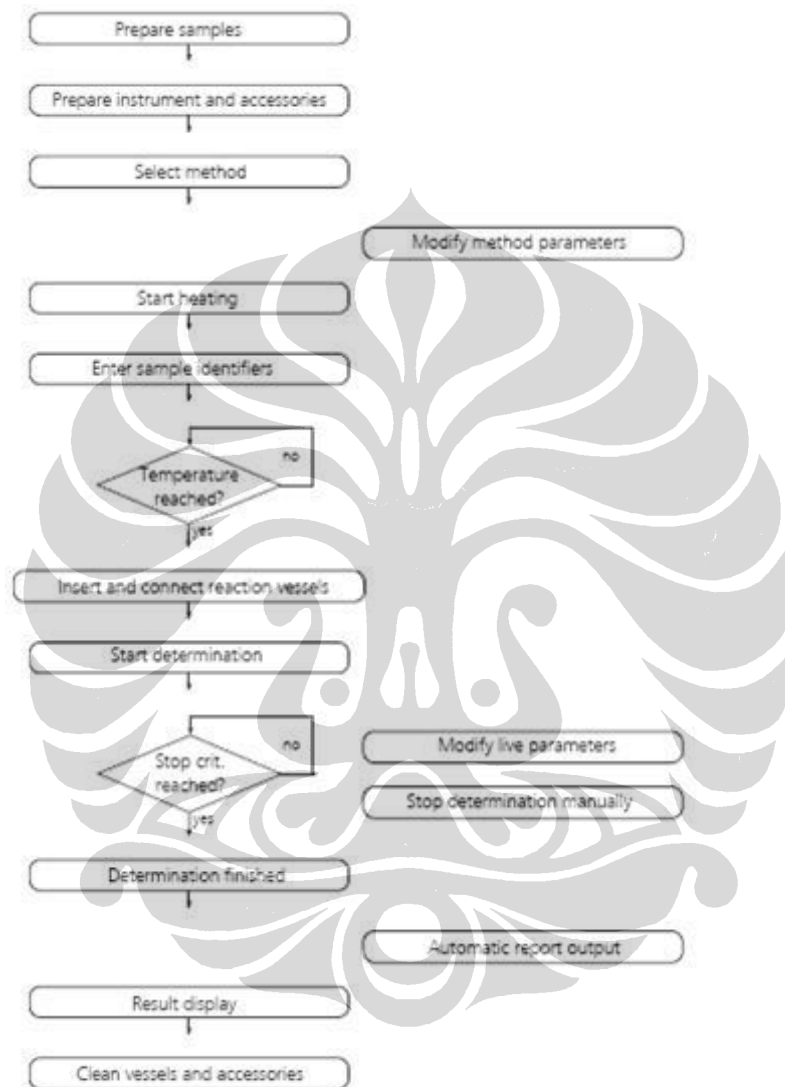 Prepare samples
Prepare instrument and accessories
Select method
Modify method parameters
Start heating
Enter sample identifiers
no
Temperature
reached?
yes
Insert and connect reaction vessels
Start determination
no
Stop crit.
reached?
yes
Modify live parameters
Stop determination manually
Determination finished
Automatic report output
Result display
Clean vessels and accessories